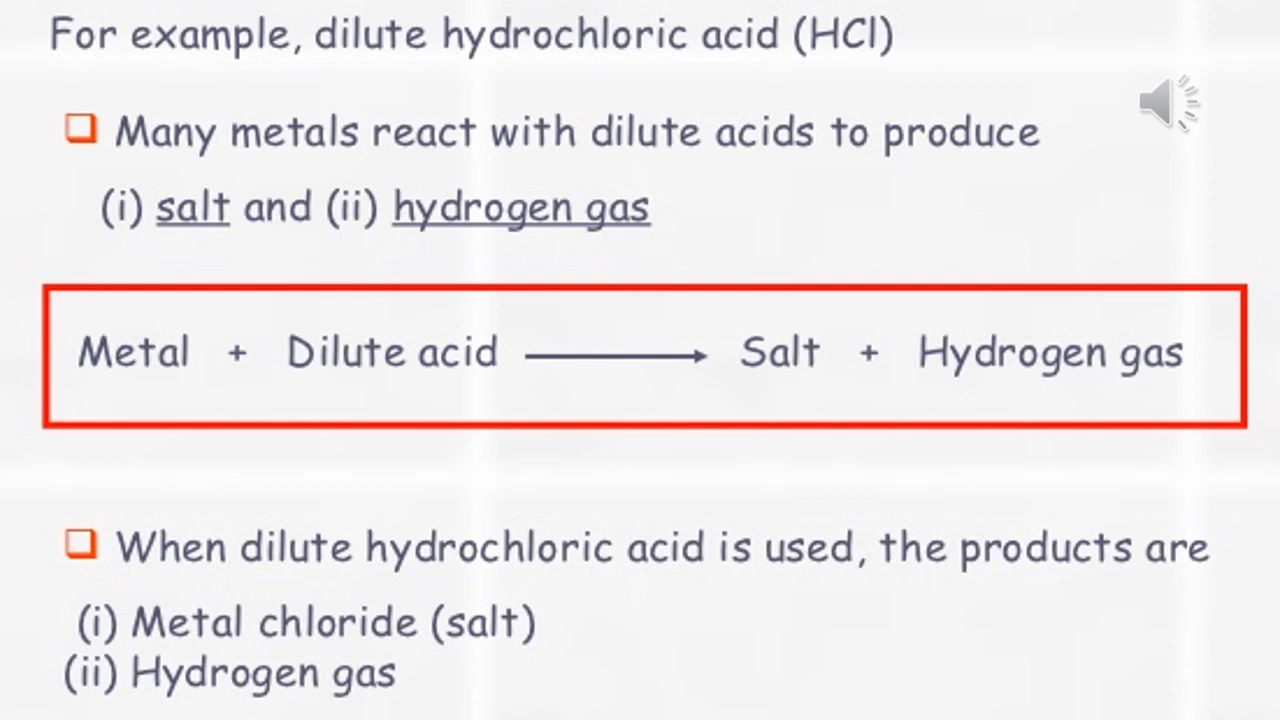 For example, dilute hydrochloric acid (HCl)
Many metals react with dilute acids to produce
(i) salt and (ii) hydrogen gas
Metal + Dilute acid ⟶ Salt + Hydrogen gas
When dilute hydrochloric acid is used, the products are
(i) Metal chloride (salt)
(ii) Hydrogen gas